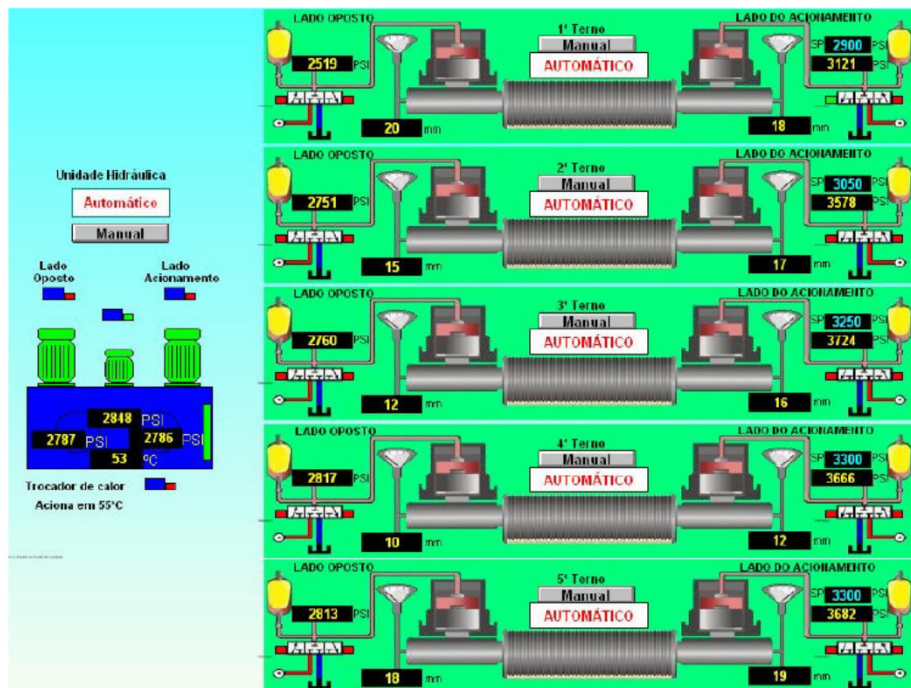 Unidade Hidráulica
Automático
Manual
Lado Oposto
Lado Acionamento
2848 PSI
2787 PSI
2786 PSI
53 ºC
Trocador de calor
Aciona em 55°C
LADO OPOSTO
1º Terno
LADO DO ACIONAMENTO
Manual
SP 2900 PSI
2519 PSI
AUTOMÁTICO
3121 PSI
20 mm
18 mm
LADO OPOSTO
2º Terno
LADO DO ACIONAMENTO
Manual
SP 3050 PSI
2751 PSI
AUTOMÁTICO
3578 PSI
15 mm
17 mm
LADO OPOSTO
3º Terno
LADO DO ACIONAMENTO
Manual
SP 3250 PSI
2760 PSI
AUTOMÁTICO
3724 PSI
12 mm
16 mm
LADO OPOSTO
4º Terno
LADO DO ACIONAMENTO
Manual
SP 3300 PSI
2817 PSI
AUTOMÁTICO
3666 PSI
10 mm
12 mm
LADO OPOSTO
5º Terno
LADO DO ACIONAMENTO
Manual
SP 3300 PSI
2813 PSI
AUTOMÁTICO
3682 PSI
18 mm
19 mm